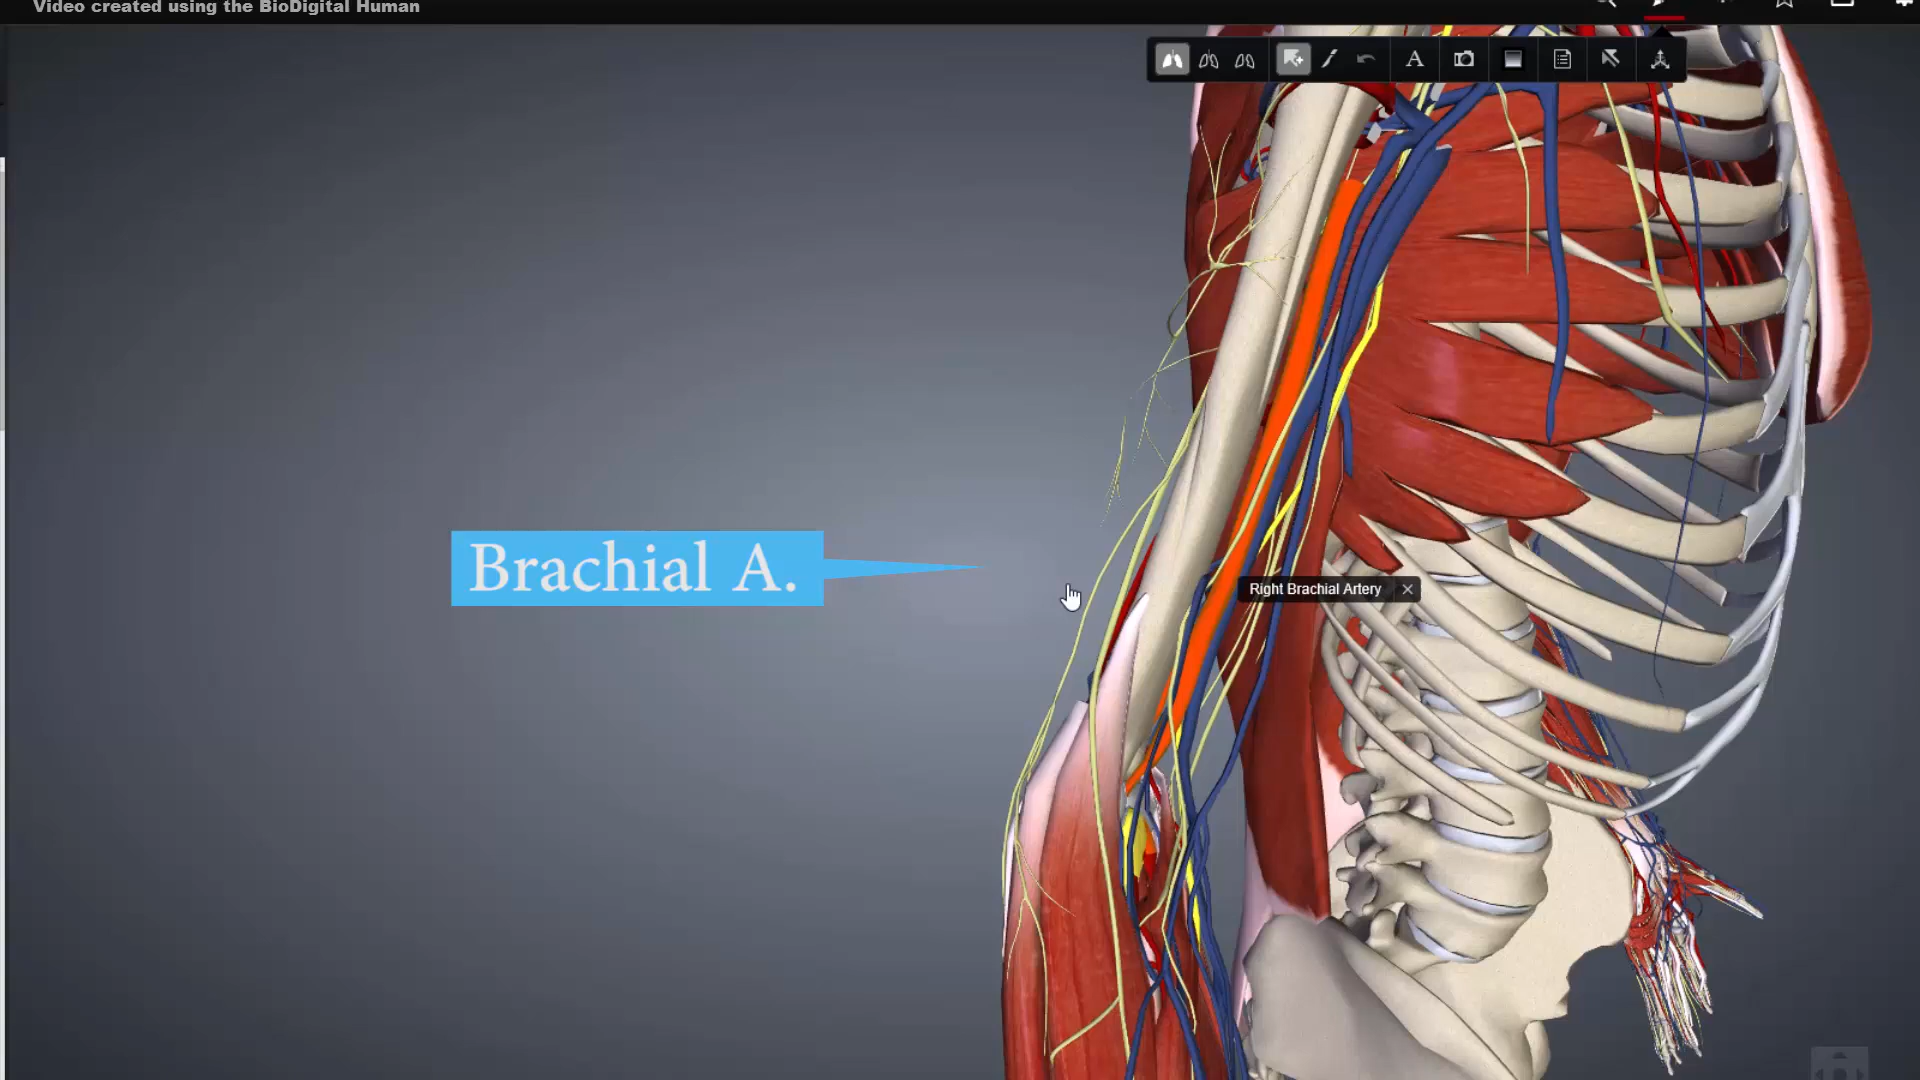 Video created using the BioDigital Human
A
Brachial A.
Right Brachial Artery